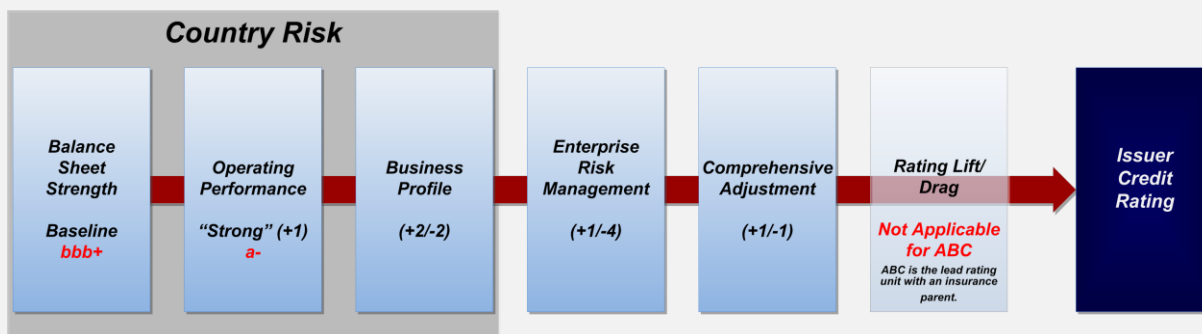 Country Risk
Balance
Sheet
Strength
Baseline
bbb+
Operating
Performance
“Strong” (+1)
a-
Business
Profile
(+2/-2)
Enterprise
Risk
Management
(+1/-4)
Comprehensive
Adjustment
(+1/-1)
Rating Lift/
Drag
Not Applicable
for ABC
ABC is the lead rating
unit with an insurance
parent.
Issuer
Credit
Rating